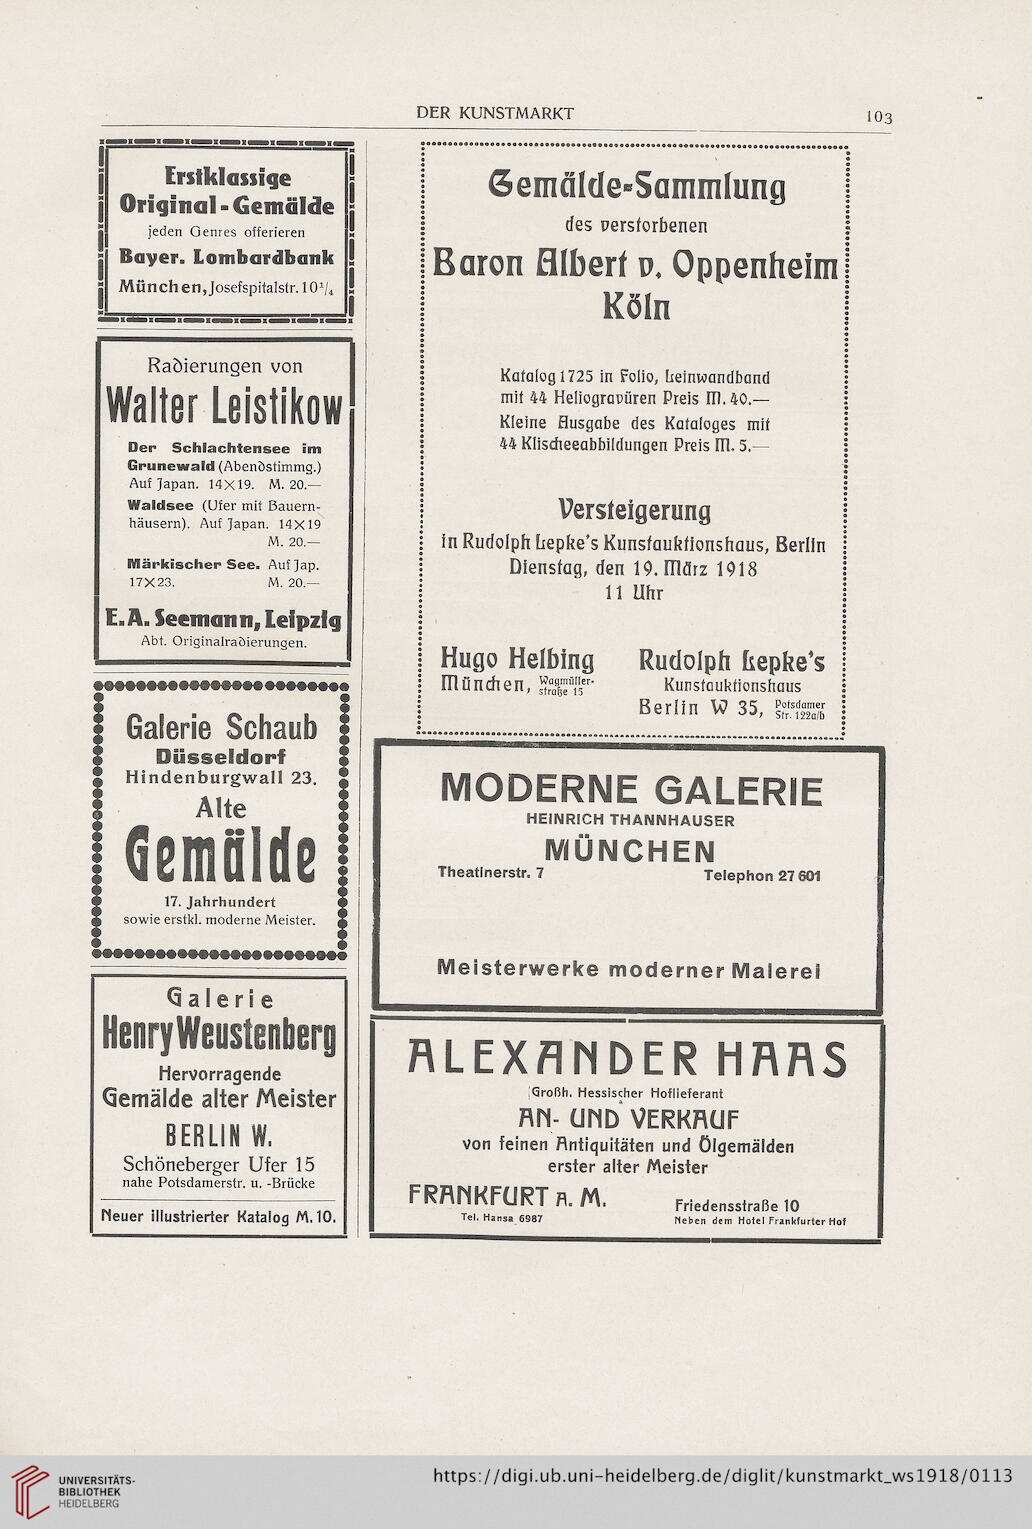 DER KUNSTMARKT
103
Erstklassige
Original-Gemälde
jeden Genres offerieren
Bayer. Lombardbank
München, Josefspitalstr. 10¹/₄
Radierungen von
Walter Leistikow
Der Schlachtensee im
Grunewald (Abendstimmg.)
Auf Japan. 14×19. M. 20.—
Waldsee (Ufer mit Bauern-
häusern). Auf Japan. 14×19
M. 20.—
Märkischer See. Auf Jap.
17×23. M. 20.—
E. A. Seemann, Leipzig
Abt. Originalradierungen.
Galerie Schaub
Düsseldorf
Hindenburgwall 23.
Alte
Gemälde
17. Jahrhundert
sowie erstkl. moderne Meister.
Galerie
Henry Weustenberg
Hervorragende
Gemälde alter Meister
BERLIN W.
Schöneberger Ufer 15
nahe Potsdamerstr. u. -Brücke
Neuer illustrierter Katalog M. 10.
Gemälde-Sammlung
des verstorbenen
Baron Albert v. Oppenheim
Köln
Katalog 1725 in Folio, Leinwandband
mit 44 Heliogravüren Preis M. 40.—
Kleine Ausgabe des Kataloges mit
44 Klischeeabbildungen Preis M. 5.—
Versteigerung
in Rudolph Lepke's Kunstauktionshaus, Berlin
Dienstag, den 19. März 1918
11 Uhr
Hugo Helbing
München, Wagmüller-
straße 15
Rudolph Lepke's
Kunstauktionshaus
Berlin W 35, Potsdamer
Str. 122a/b
MODERNE GALERIE
HEINRICH THANNHAUSER
MÜNCHEN
Theatinerstr. 7 Telephon 27 601
Meisterwerke moderner Malerei
ALEXANDER HAAS
Großh. Hessischer Hoflieferant
AN- UND VERKAUF
von feinen Antiquitäten und Ölgemälden
erster alter Meister
FRANKFURT A. M.
Tel. Hansa 6987
Friedensstraße 10
Neben dem Hotel Frankfurter Hof
UNIVERSITÄTS-
BIBLIOTHEK
HEIDELBERG
https://digi.ub.uni-heidelberg.de/diglit/kunstmarkt_ws1918/0113